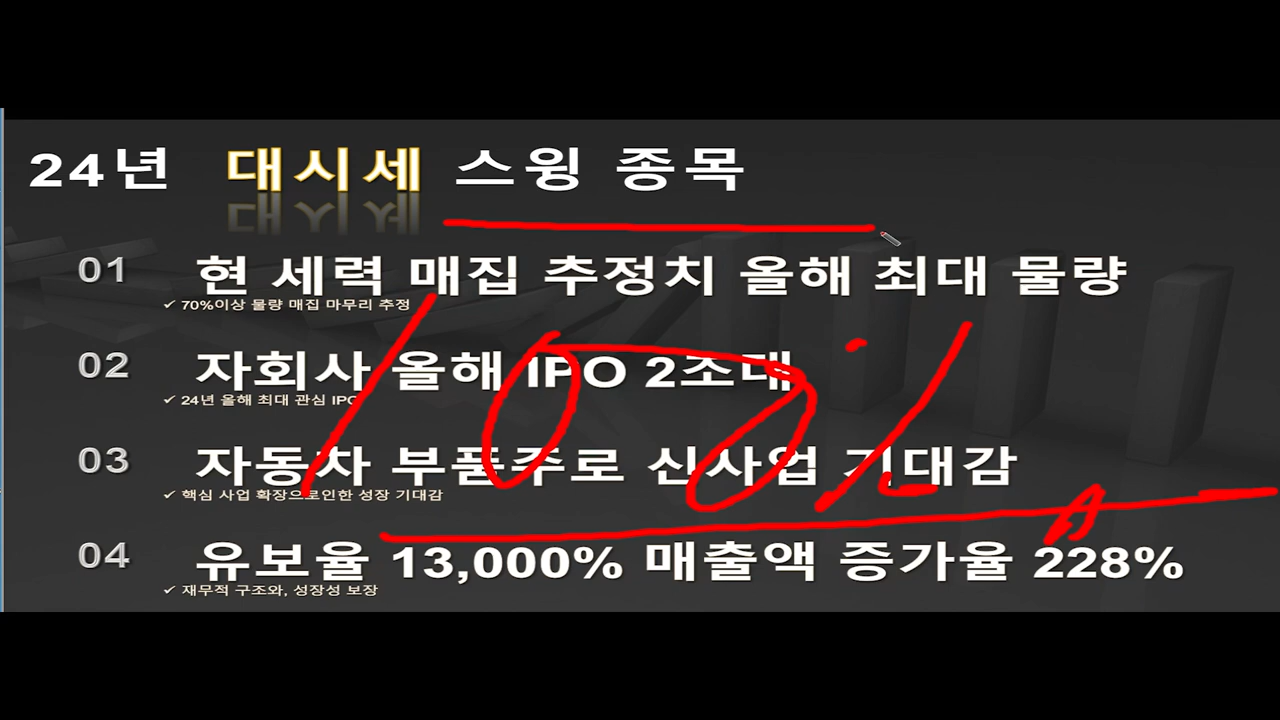 24년 대시세 스윙 종목
01 현 세력 매집 추정치 올해 최대 물량
✓ 70%이상 물량 매집 마무리 추정
02 자회사 올해 IPO 2조대
✓ 24년 올해 최대 관심 IPO
03 자동차 부품주로 신사업 기대감
✓ 핵심 사업 확장으로인한 성장 기대감
100%
04 유보율 13,000% 매출액 증가율 228%
✓ 재무적 구조와, 성장성 보장